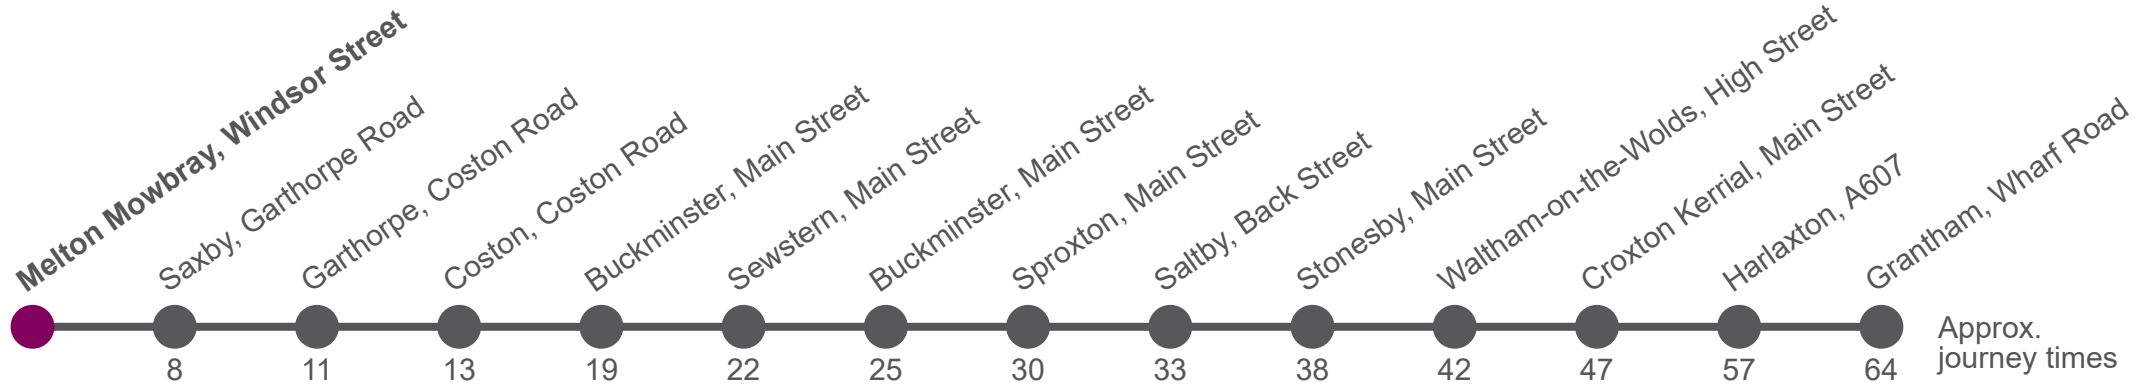 Melton Mowbray, Windsor Street
Saxby, Garthorpe Road
Garthorpe, Coston Road
Coston, Coston Road
Buckminster, Main Street
Sewstern, Main Street
Buckminster, Main Street
Sproxton, Main Street
Saltby, Back Street
Stonesby, Main Street
Waltham-on-the-Wolds, High Street
Croxton Kerrial, Main Street
Harlaxton, A607
Grantham, Wharf Road
8 11 13 19 22 25 30 33 38 42 47 57 64
Approx.
journey times